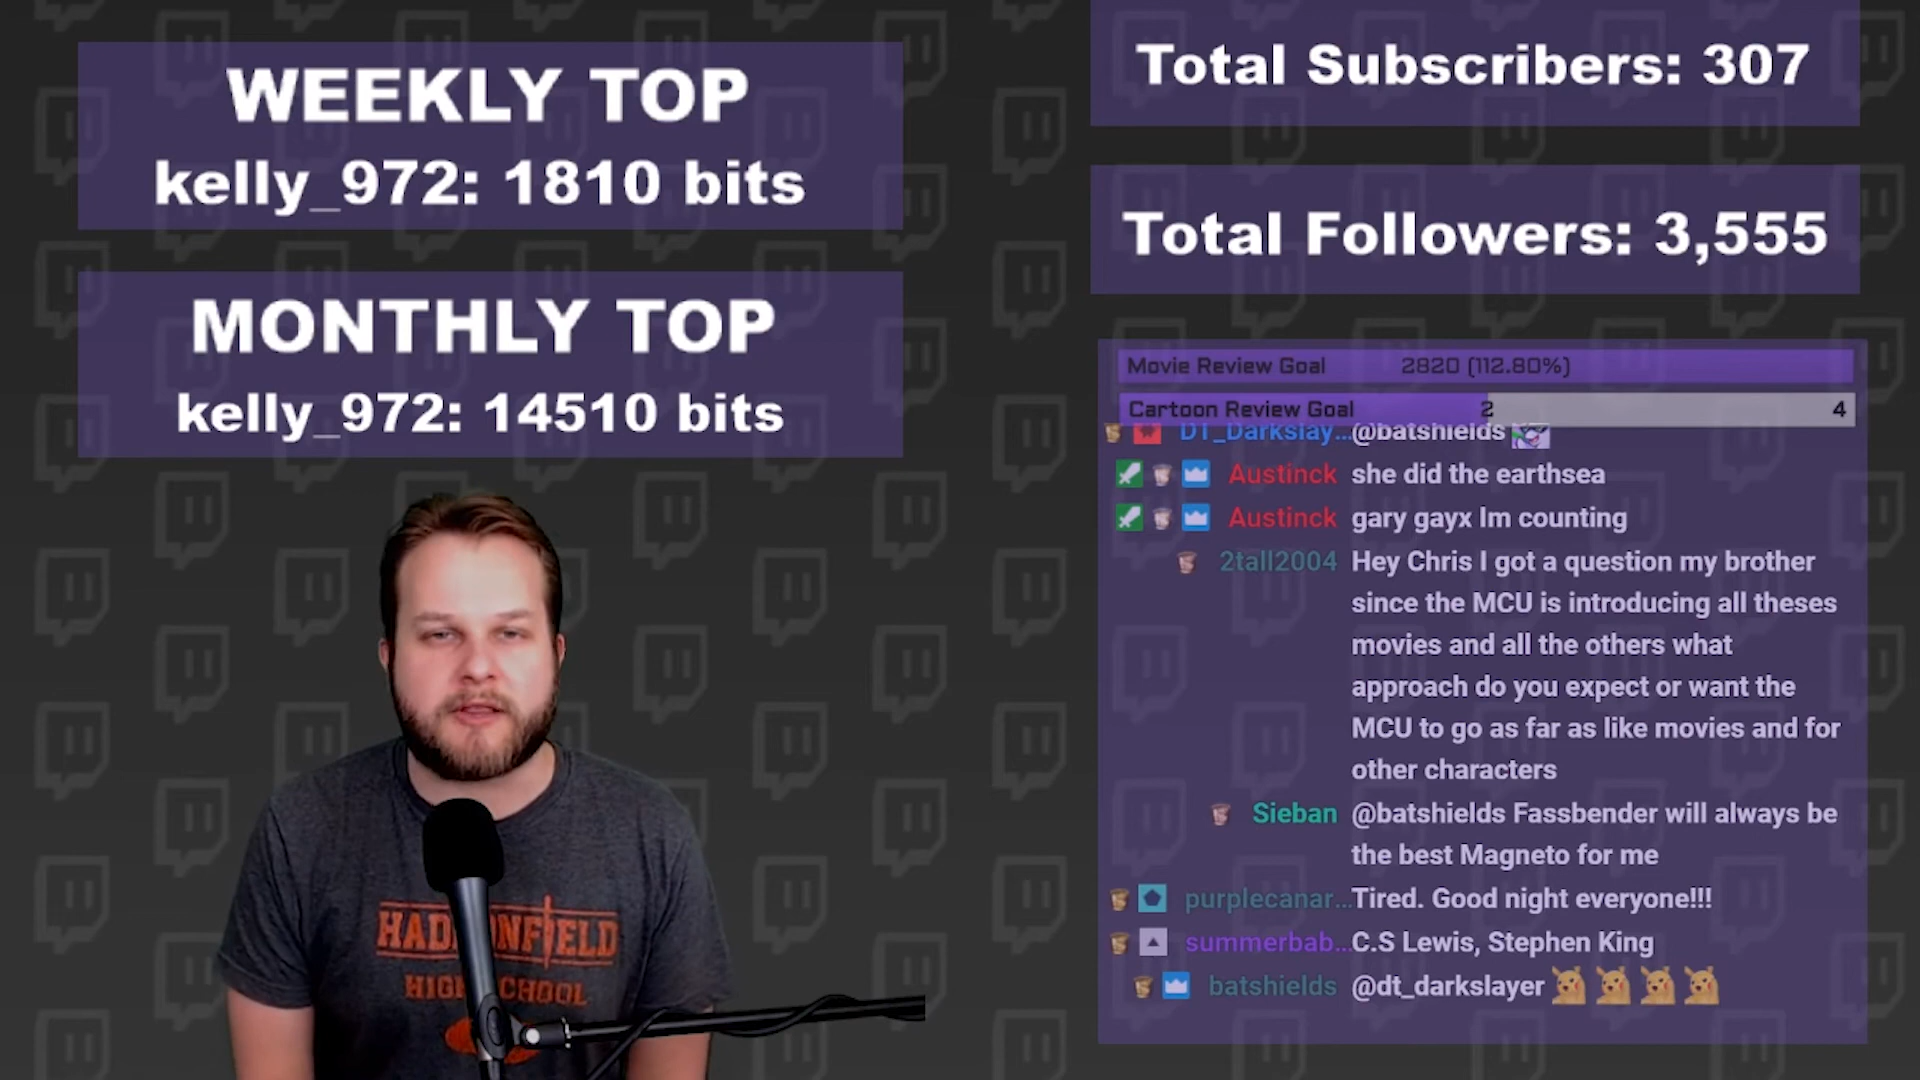 WEEKLY TOP
kelly_972: 1810 bits
MONTHLY TOP
kelly_972: 14510 bits
Total Subscribers: 307
Total Followers: 3,555
Movie Review Goal 2820 (112.80%)
Cartoon Review Goal 2 4
DT_Darkslay... @batshields
Austinck she did the earthsea
Austinck gary gayx Im counting
2tall2004 Hey Chris I got a question my brother
since the MCU is introducing all theses
movies and all the others what
approach do you expect or want the
MCU to go as far as like movies and for
other characters
Sieban @batshields Fassbender will always be
the best Magneto for me
purplecanar... Tired. Good night everyone!!!
summerbab... C.S Lewis, Stephen King
batshields @dt_darkslayer
HADDONFIELD
HIGH SCHOOL